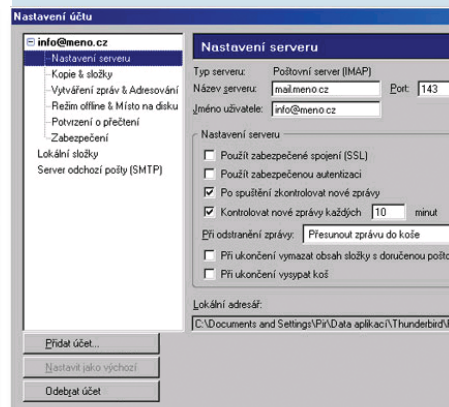 Nastavení účtu
info@meno.cz
Nastavení serveru
Kopie & složky
Vytváření zpráv & Adresování
Režim offline & Místo na disku
Potvrzení o přečtení
Zabezpečení
Lokální složky
Server odchozí pošty (SMTP)
Přidat účet...
Nastavit jako výchozí
Odebrat účet
Nastavení serveru
Typ serveru: Poštovní server (IMAP)
Název serveru: mail.meno.cz Port: 143
Jméno uživatele: info@meno.cz
Nastavení serveru
Použít zabezpečené spojení (SSL)
Použít zabezpečenou autentizaci
Po spuštění zkontrolovat nové zprávy
Kontrolovat nové zprávy každých 10 minut
Při odstranění zprávy: Přesunout zprávu do koše
Při ukončení vymazat obsah složky s doručenou pošto
Při ukončení vysypat koš
Lokální adresář:
C:\Documents and Settings\Pir\Data aplikací\Thunderbird\